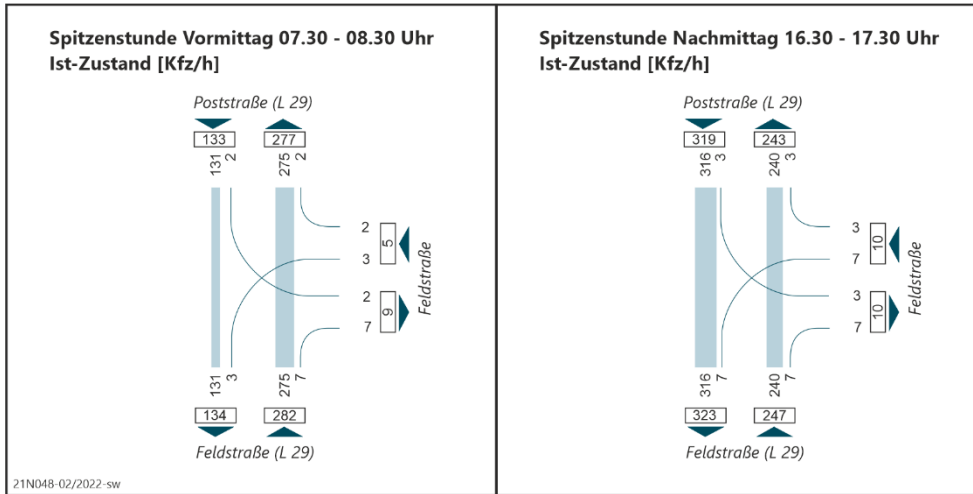 Spitzenstunde Vormittag 07.30 - 08.30 Uhr
Ist-Zustand [Kfz/h]
Poststraße (L 29)
133 277
131 2 275 2
2
5
3
2
9
7
Feldstraße
131 3 275 7
134 282
Feldstraße (L 29)
21N048-02/2022-sw
Spitzenstunde Nachmittag 16.30 - 17.30 Uhr
Ist-Zustand [Kfz/h]
Poststraße (L 29)
319 243
316 3 240 3
3
10
7
3
10
7
Feldstraße
316 7 240 7
323 247
Feldstraße (L 29)